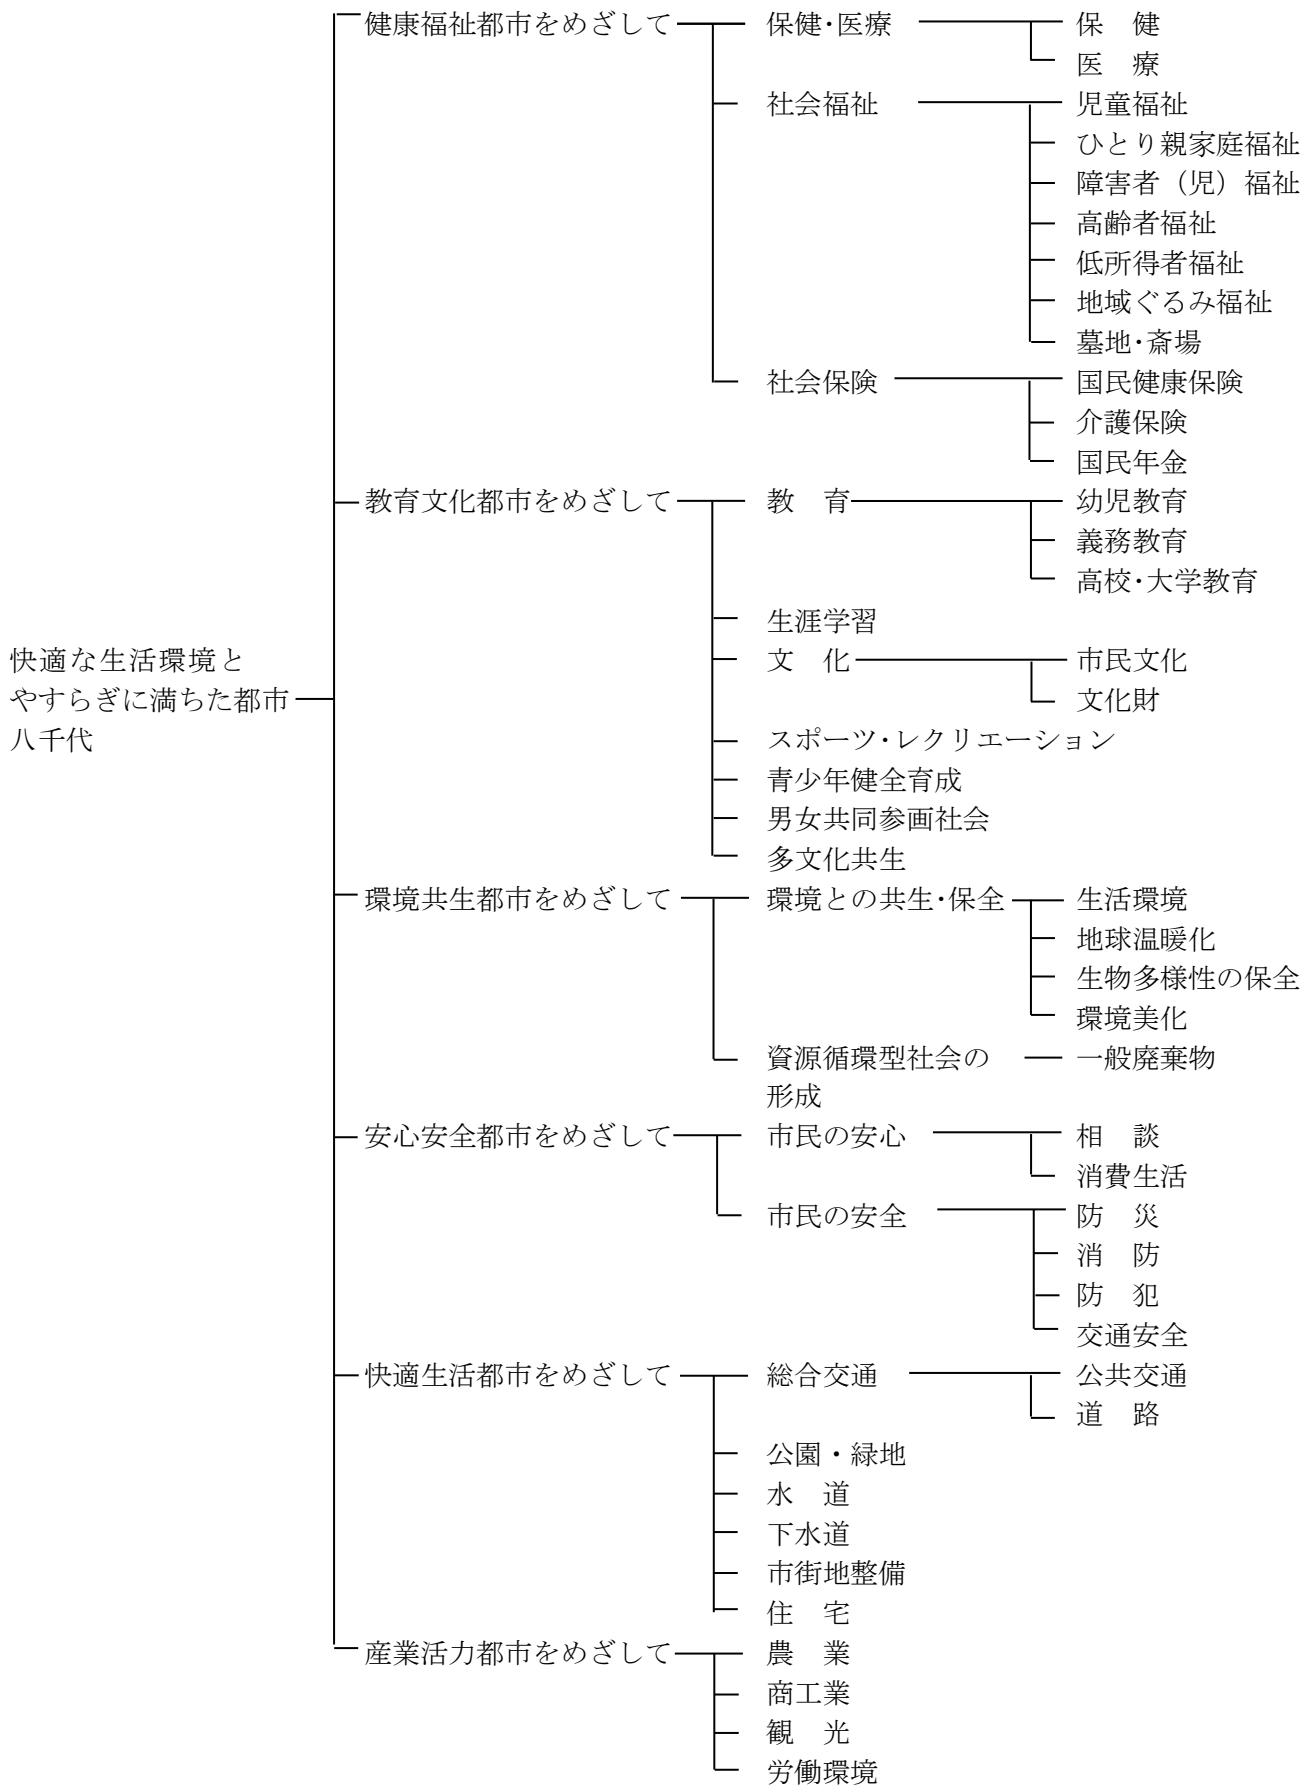 快適な生活環境と
やすらぎに満ちた都市
八千代
健康福祉都市をめざして
保健･医療
保　健
医　療
社会福祉
児童福祉
ひとり親家庭福祉
障害者（児）福祉
高齢者福祉
低所得者福祉
地域ぐるみ福祉
墓地･斎場
社会保険
国民健康保険
介護保険
国民年金
教育文化都市をめざして
教　育
幼児教育
義務教育
高校･大学教育
生涯学習
文　化
市民文化
文化財
スポーツ･レクリエーション
青少年健全育成
男女共同参画社会
多文化共生
環境共生都市をめざして
環境との共生･保全
生活環境
地球温暖化
生物多様性の保全
環境美化
資源循環型社会の
形成
一般廃棄物
安心安全都市をめざして
市民の安心
相　談
消費生活
市民の安全
防　災
消　防
防　犯
交通安全
快適生活都市をめざして
総合交通
公共交通
道　路
公園・緑地
水　道
下水道
市街地整備
住　宅
産業活力都市をめざして
農　業
商工業
観　光
労働環境